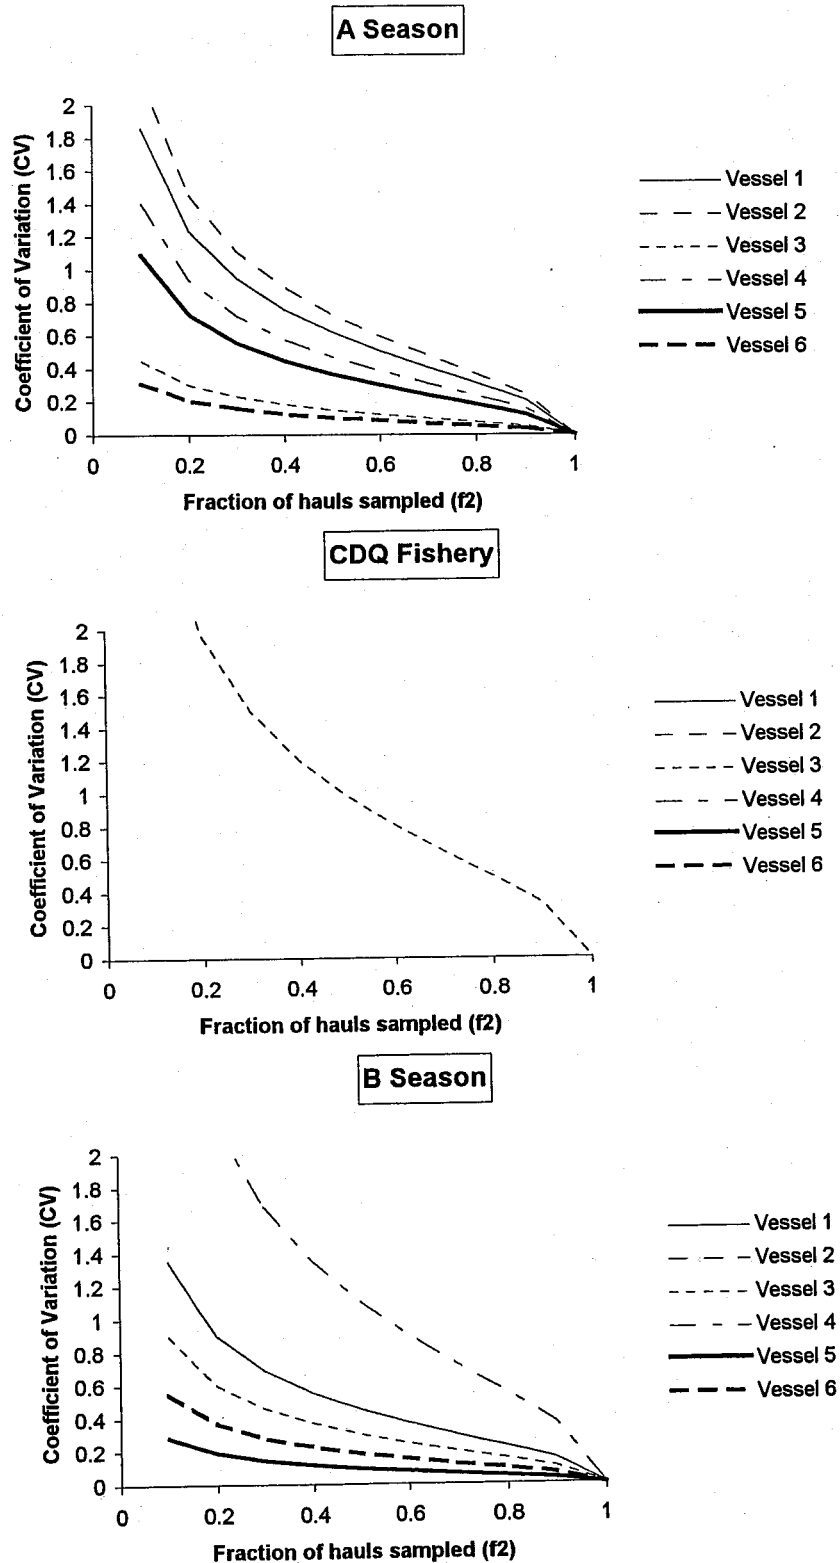 A Season
2
1.8
1.6
1.4
1.2
1
0.8
0.6
0.4
0.2
0
Coefficient of Variation (CV)
0 0.2 0.4 0.6 0.8 1
Fraction of hauls sampled (f2)
Vessel 1
Vessel 2
Vessel 3
Vessel 4
Vessel 5
Vessel 6
CDQ Fishery
2
1.8
1.6
1.4
1.2
1
0.8
0.6
0.4
0.2
0
Coefficient of Variation (CV)
0 0.2 0.4 0.6 0.8 1
Fraction of hauls sampled (f2)
Vessel 1
Vessel 2
Vessel 3
Vessel 4
Vessel 5
Vessel 6
B Season
2
1.8
1.6
1.4
1.2
1
0.8
0.6
0.4
0.2
0
Coefficient of Variation (CV)
0 0.2 0.4 0.6 0.8 1
Fraction of hauls sampled (f2)
Vessel 1
Vessel 2
Vessel 3
Vessel 4
Vessel 5
Vessel 6